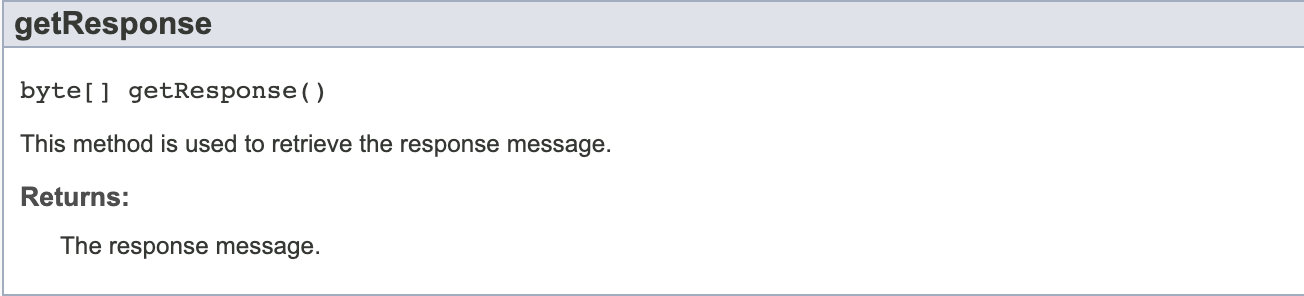 getResponse
byte[] getResponse()
This method is used to retrieve the response message.
Returns:
The response message.